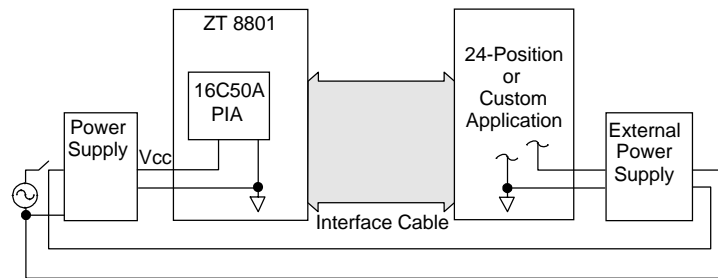 ZT 8801
16C50A
PIA
Power
Supply
Vcc
Interface Cable
24-Position
or
Custom
Application
External
Power
Supply